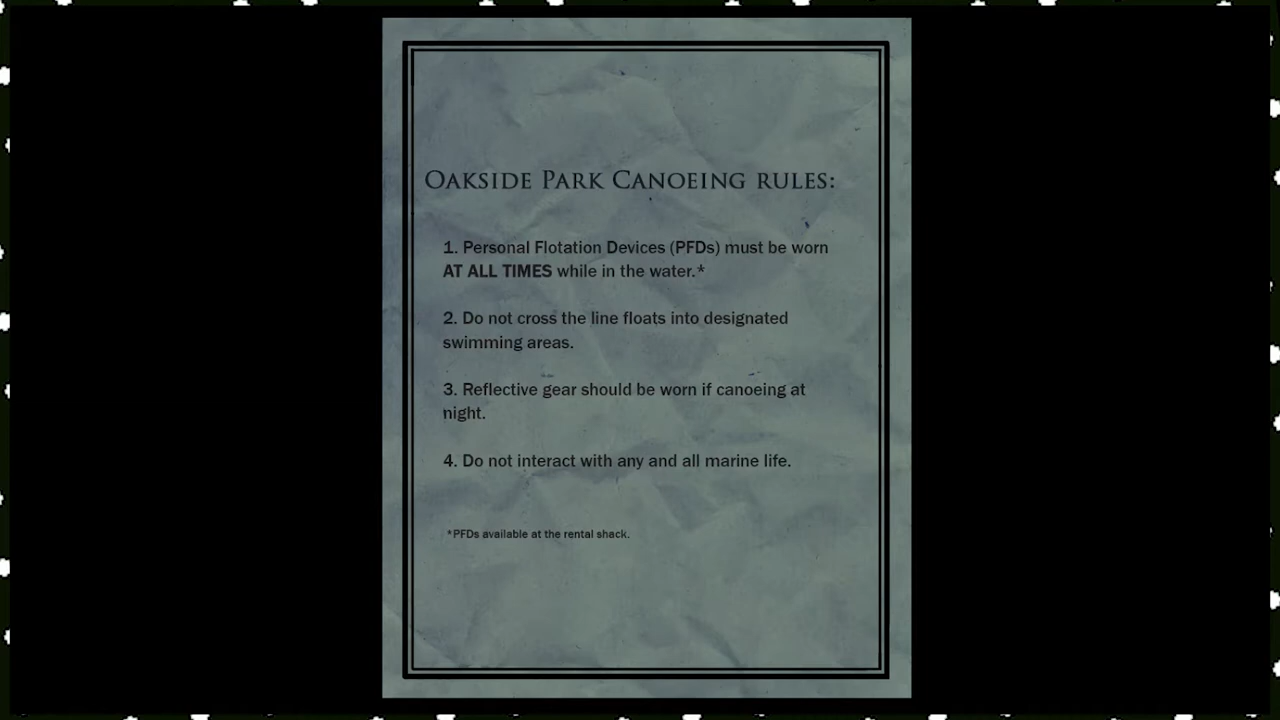 Oakside Park Canoeing rules:
1. Personal Flotation Devices (PFDs) must be worn
AT ALL TIMES while in the water.*
2. Do not cross the line floats into designated
swimming areas.
3. Reflective gear should be worn if canoeing at
night.
4. Do not interact with any and all marine life.
*PFDs available at the rental shack.